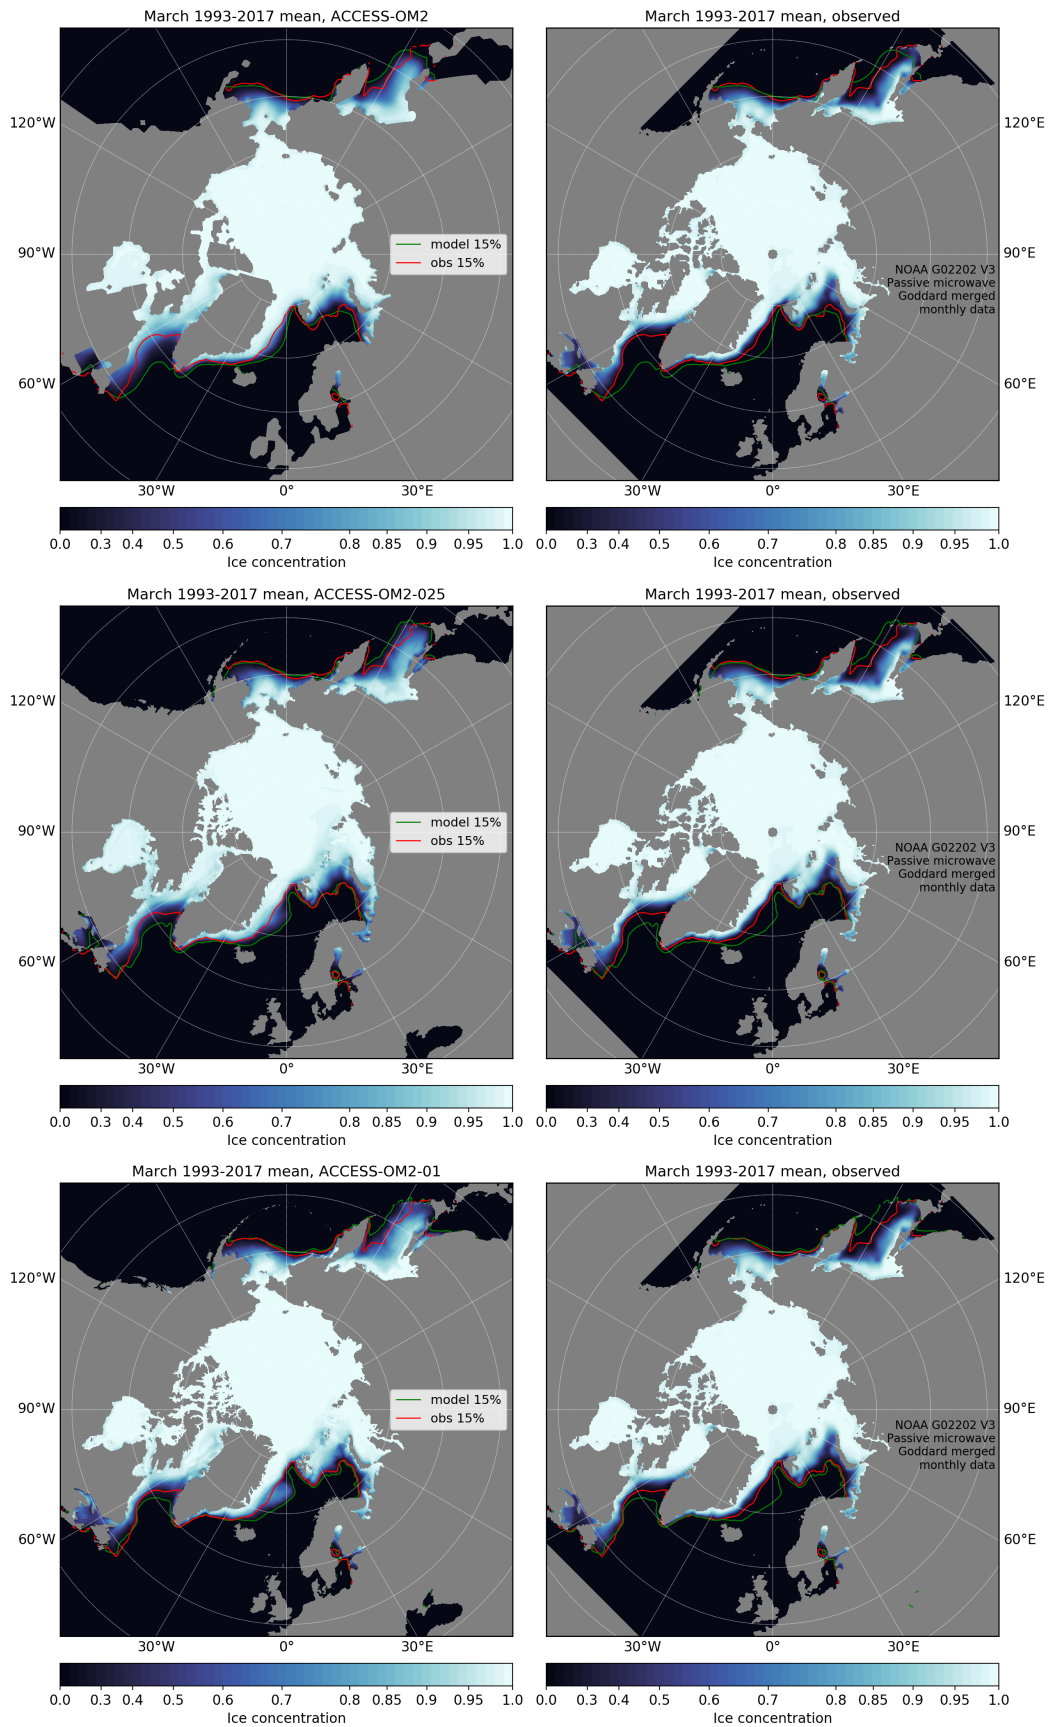 March 1993-2017 mean, ACCESS-OM2
March 1993-2017 mean, observed
120°W
90°W
60°W
120°E
90°E
60°E
model 15%
obs 15%
NOAA G02202 V3
Passive microwave
Goddard merged
monthly data
30°W 0° 30°E
30°W 0° 30°E
0.0 0.3 0.4 0.5 0.6 0.7 0.8 0.85 0.9 0.95 1.0
Ice concentration
0.0 0.3 0.4 0.5 0.6 0.7 0.8 0.85 0.9 0.95 1.0
Ice concentration
March 1993-2017 mean, ACCESS-OM2-025
March 1993-2017 mean, observed
120°W
90°W
60°W
120°E
90°E
60°E
model 15%
obs 15%
NOAA G02202 V3
Passive microwave
Goddard merged
monthly data
30°W 0° 30°E
30°W 0° 30°E
0.0 0.3 0.4 0.5 0.6 0.7 0.8 0.85 0.9 0.95 1.0
Ice concentration
0.0 0.3 0.4 0.5 0.6 0.7 0.8 0.85 0.9 0.95 1.0
Ice concentration
March 1993-2017 mean, ACCESS-OM2-01
March 1993-2017 mean, observed
120°W
90°W
60°W
120°E
90°E
60°E
model 15%
obs 15%
NOAA G02202 V3
Passive microwave
Goddard merged
monthly data
30°W 0° 30°E
30°W 0° 30°E
0.0 0.3 0.4 0.5 0.6 0.7 0.8 0.85 0.9 0.95 1.0
Ice concentration
0.0 0.3 0.4 0.5 0.6 0.7 0.8 0.85 0.9 0.95 1.0
Ice concentration